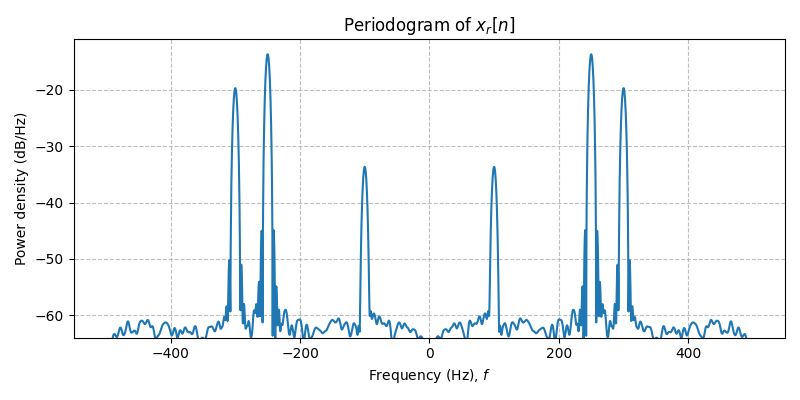 Periodogram of $x_r[n]$
Power density (dB/Hz)
−20
−30
−40
−50
−60
−400 −200 0 200 400
Frequency (Hz), $f$